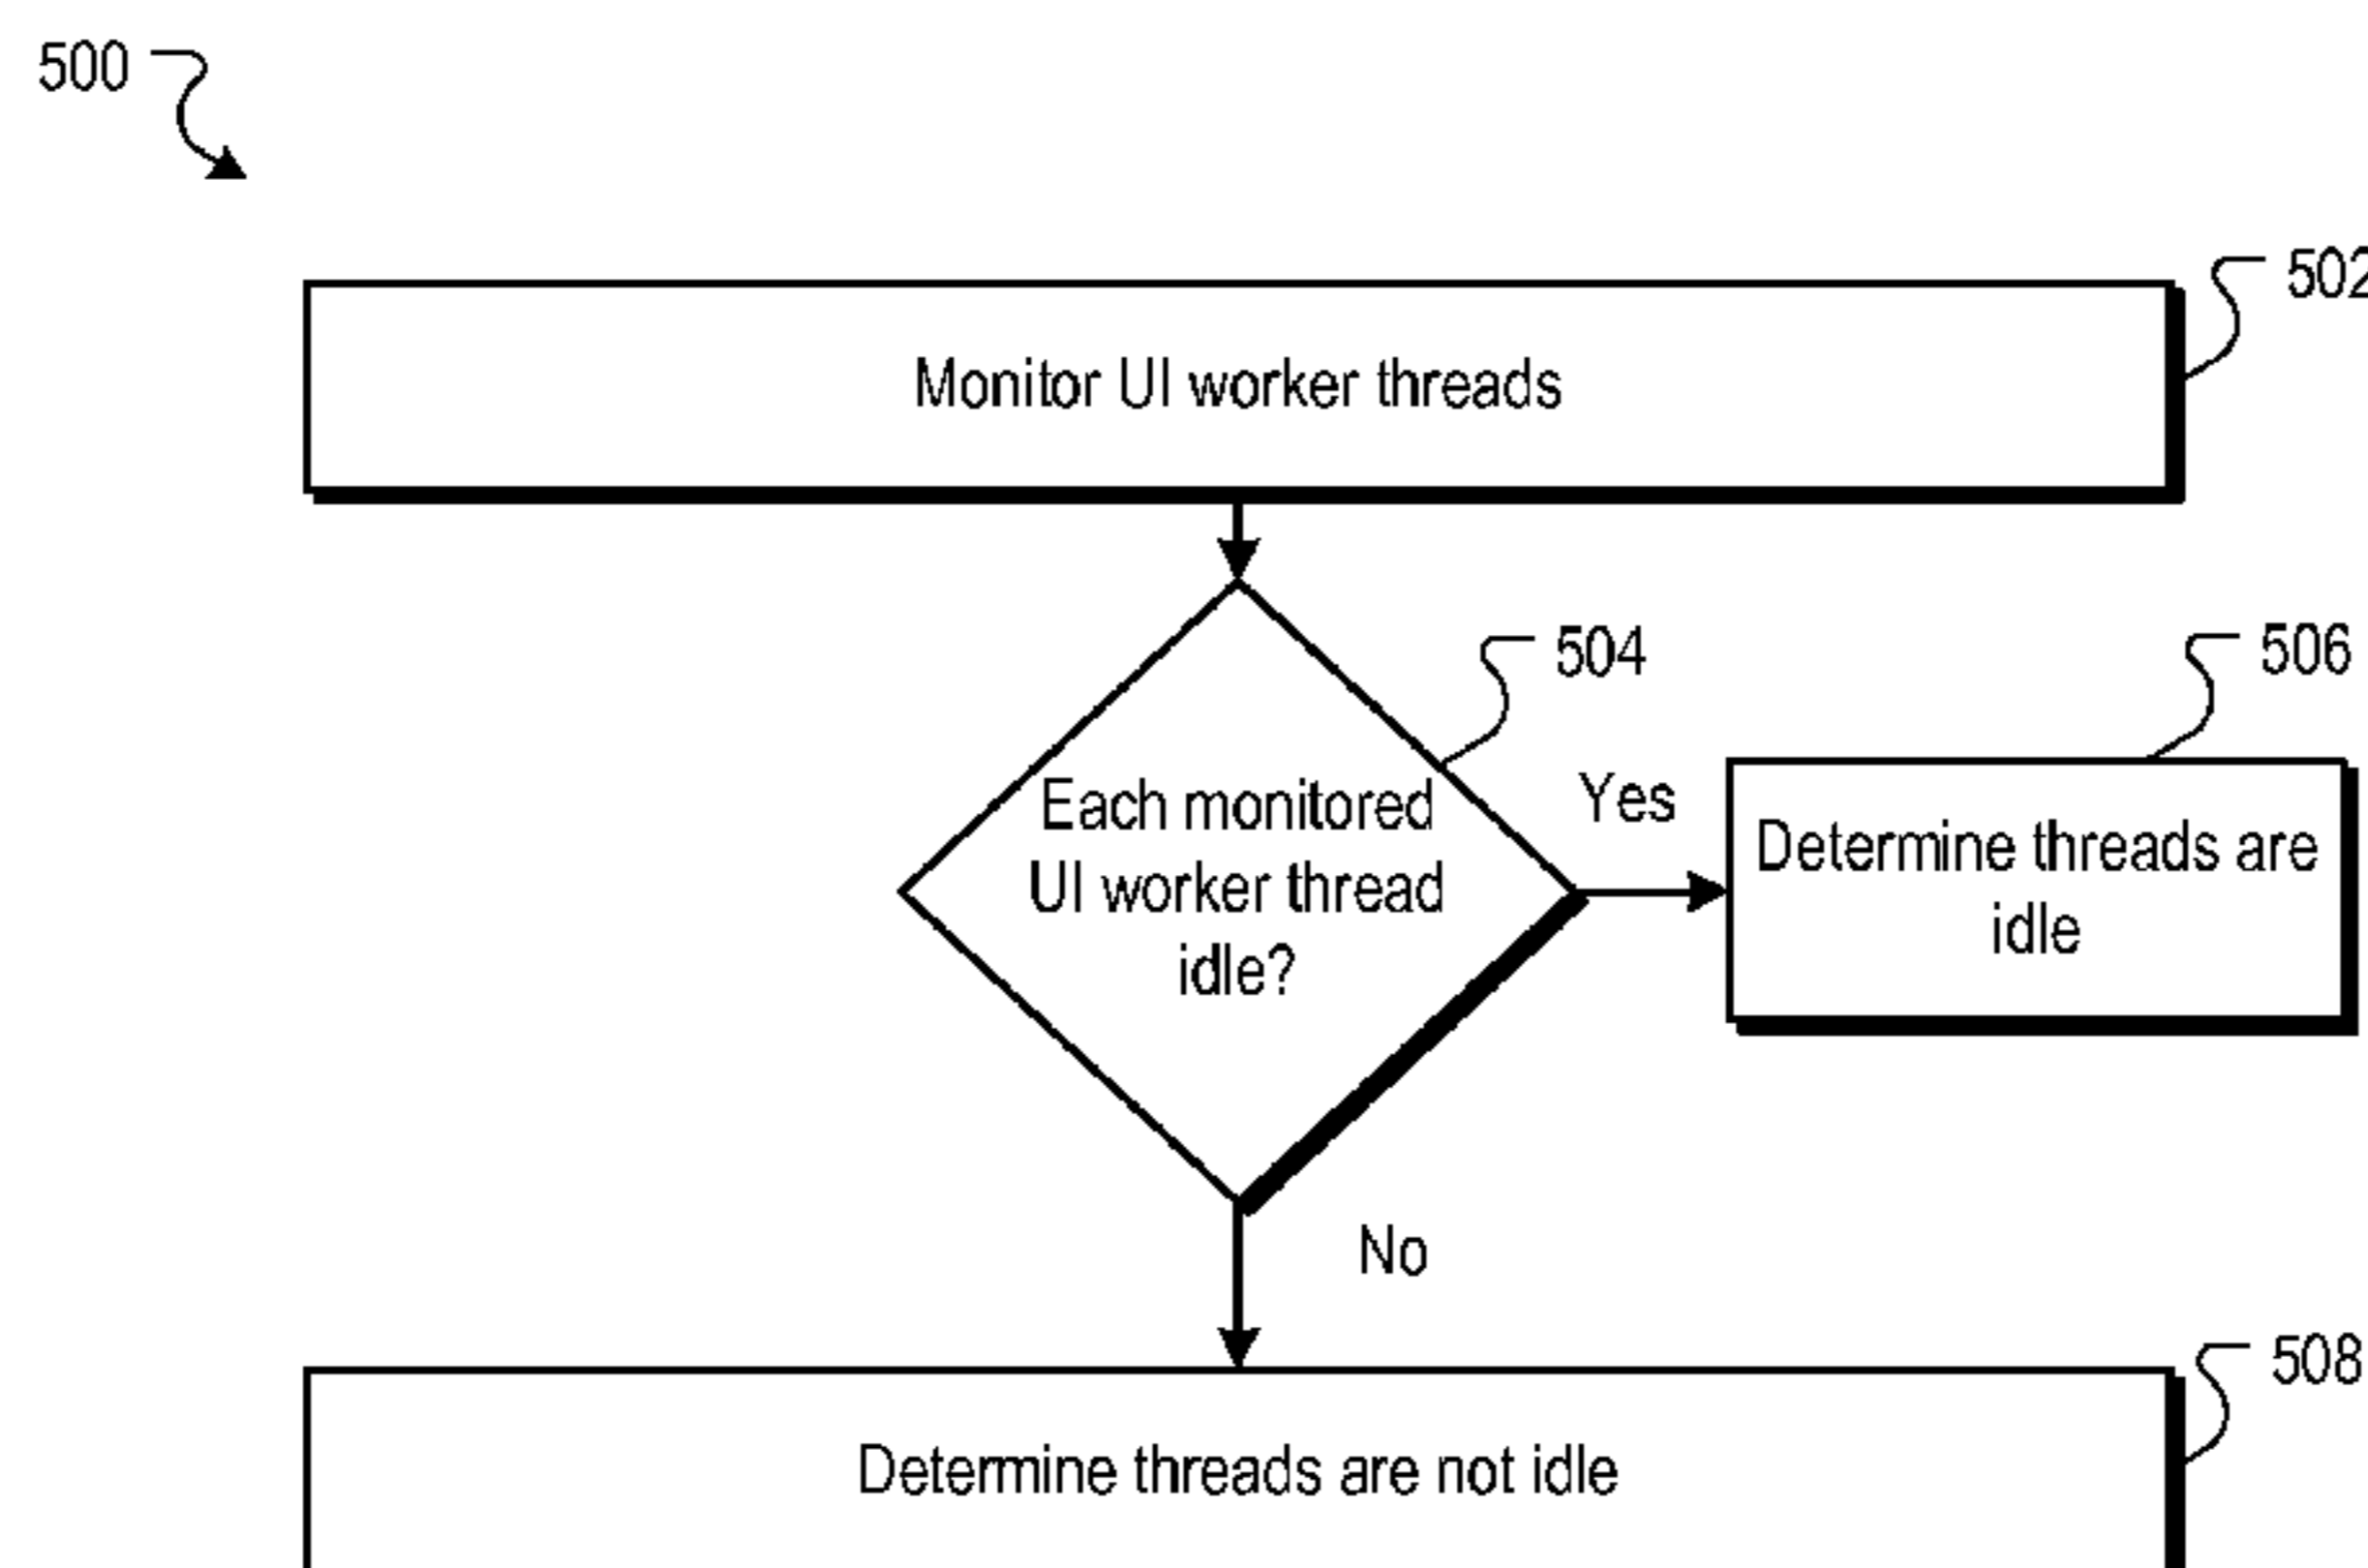 500
502
Monitor UI worker threads
504
506
Each monitored
UI worker thread
idle?
Yes
Determine threads are
idle
No
508
Determine threads are not idle